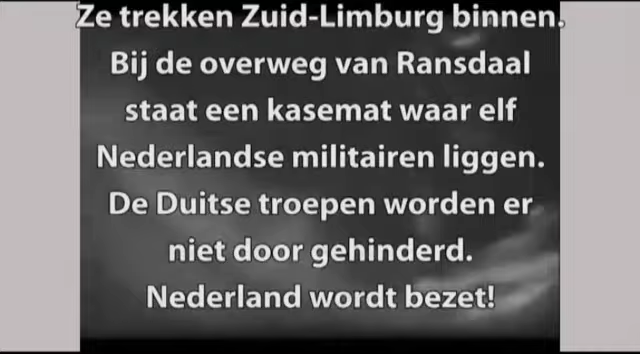 Ze trekken Zuid-Limburg binnen.
Bij de overweg van Ransdaal
staat een kasemat waar elf
Nederlandse militairen liggen.
De Duitse troepen worden er
niet door gehinderd.
Nederland wordt bezet!